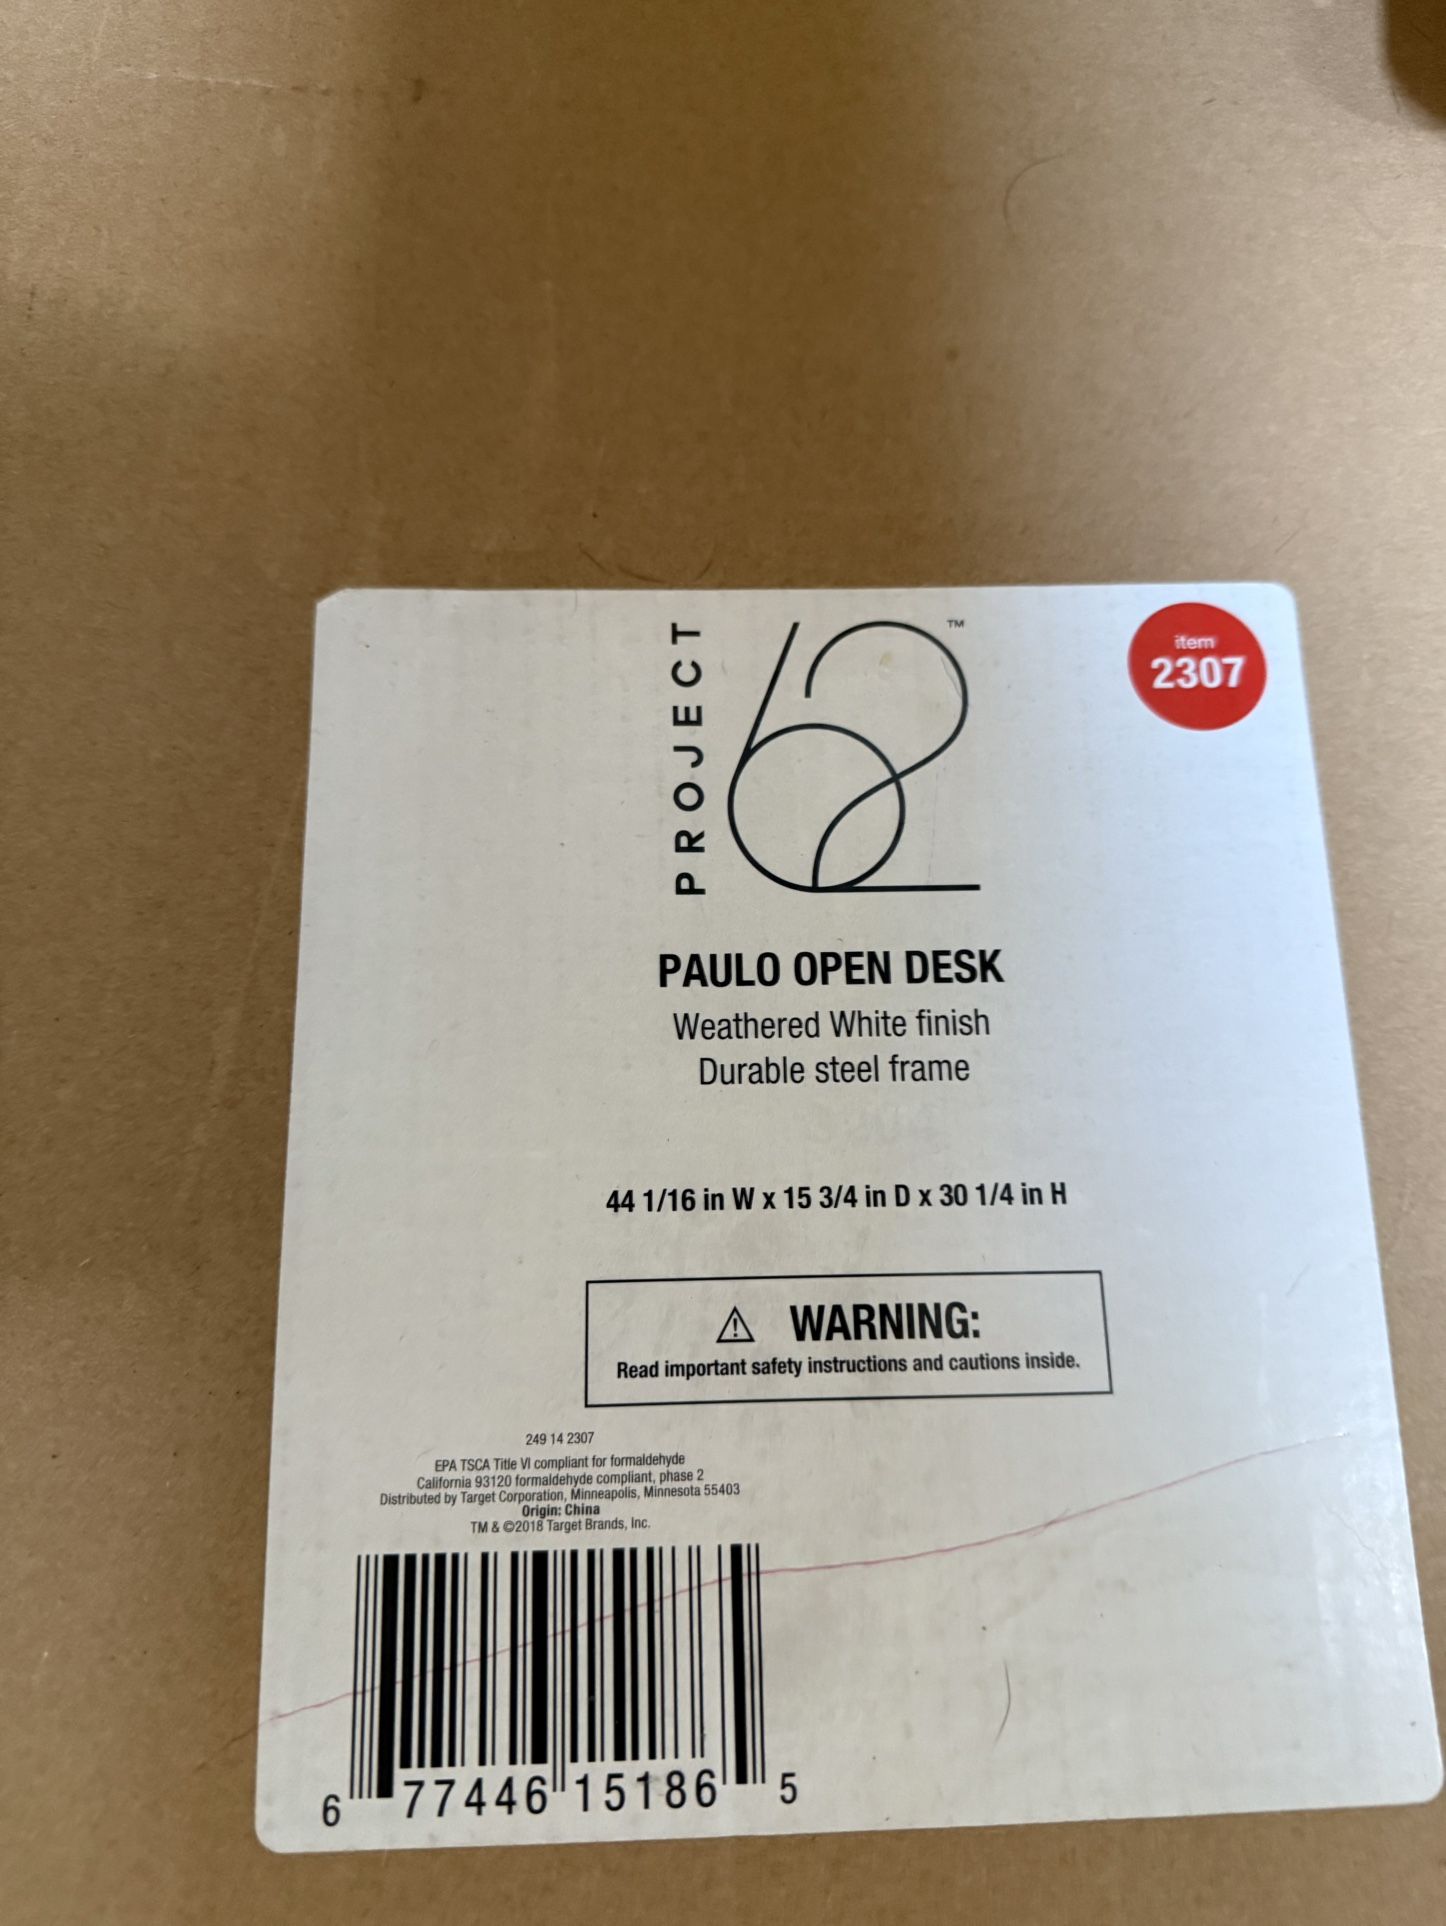 PROJECT
62™
item
2307
PAULO OPEN DESK
Weathered White finish
Durable steel frame
44 1/16 in W x 15 3/4 in D x 30 1/4 in H
⚠ WARNING:
Read important safety instructions and cautions inside.
249 14 2307
EPA TSCA Title VI compliant for formaldehyde
California 93120 formaldehyde compliant, phase 2
Distributed by Target Corporation, Minneapolis, Minnesota 55403
Origin: China
TM & ©2018 Target Brands, Inc.
6 77446 15186 5